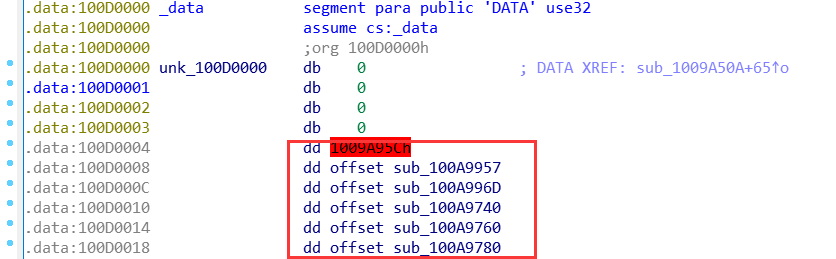 .data:100D0000 _data segment para public 'DATA' use32
.data:100D0000 assume cs:_data
.data:100D0000 ;org 100D0000h
.data:100D0000 unk_100D0000 db 0 ; DATA XREF: sub_1009A50A+65↑o
.data:100D0001 db 0
.data:100D0002 db 0
.data:100D0003 db 0
.data:100D0004 dd 1009A95Ch
.data:100D0008 dd offset sub_100A9957
.data:100D000C dd offset sub_100A996D
.data:100D0010 dd offset sub_100A9740
.data:100D0014 dd offset sub_100A9760
.data:100D0018 dd offset sub_100A9780